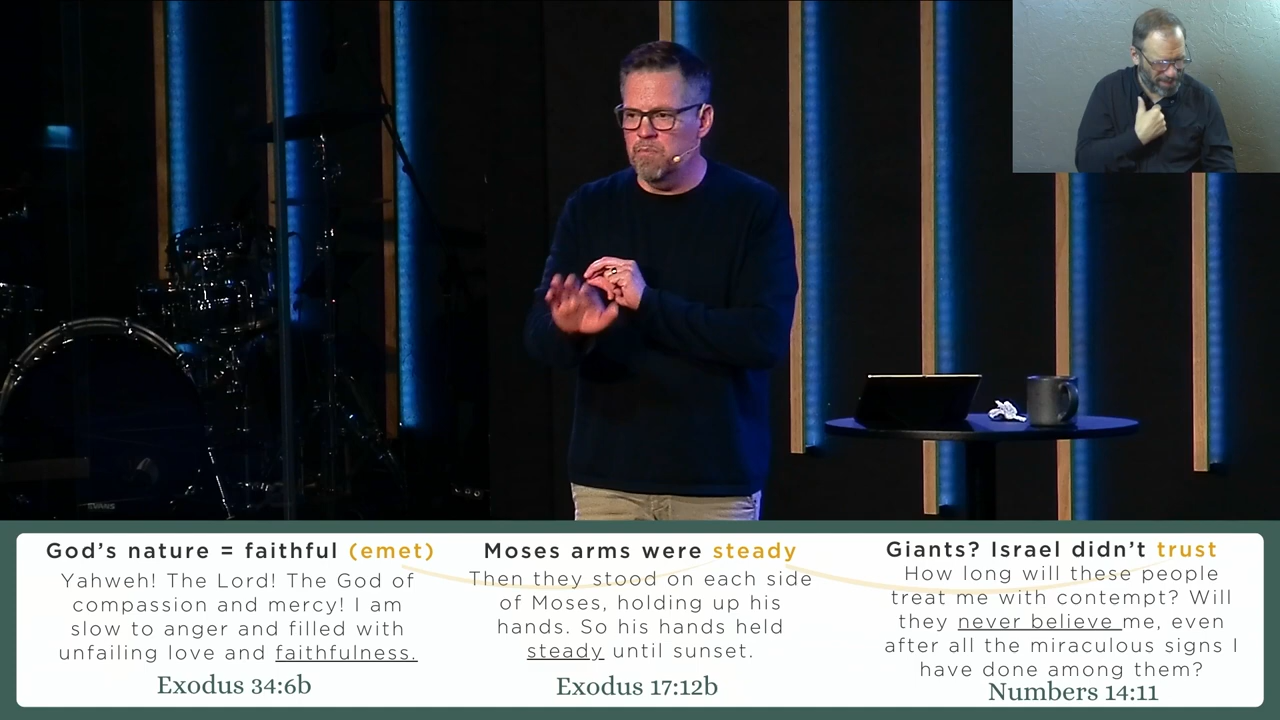 EVANS
God's nature = faithful (emet)
Yahweh! The Lord! The God of
compassion and mercy! I am
slow to anger and filled with
unfailing love and faithfulness.
Exodus 34:6b
Moses arms were steady
Then they stood on each side
of Moses, holding up his
hands. So his hands held
steady until sunset.
Exodus 17:12b
Giants? Israel didn't trust
How long will these people
treat me with contempt? Will
they never believe me, even
after all the miraculous signs I
have done among them?
Numbers 14:11